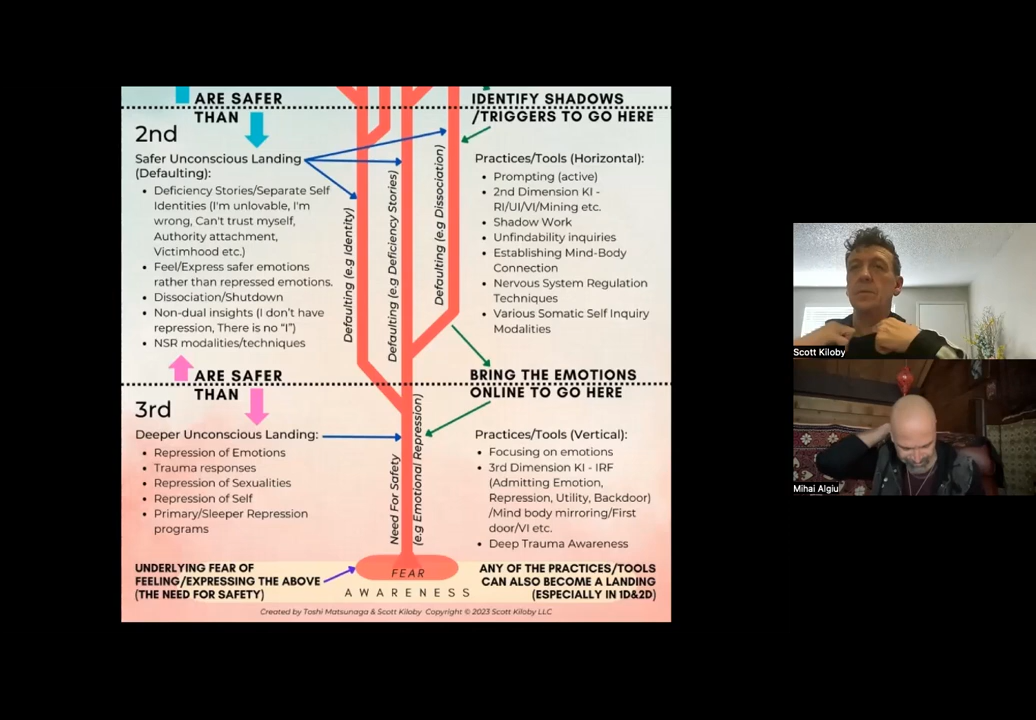 ARE SAFER
THAN
IDENTIFY SHADOWS
/TRIGGERS TO GO HERE
2nd
Safer Unconscious Landing
(Defaulting):
• Deficiency Stories/Separate Self
Identities (I'm unlovable, I'm
wrong, Can't trust myself,
Authority attachment,
Victimhood etc.)
• Feel/Express safer emotions
rather than repressed emotions.
• Dissociation/Shutdown
• Non-dual insights (I don't have
repression, There is no “I”)
• NSR modalities/techniques
Defaulting (e.g Identity)
Defaulting (e.g Deficiency Stories)
Defaulting (e.g Dissociation)
Practices/Tools (Horizontal):
• Prompting (active)
• 2nd Dimension KI -
RI/UI/VI/Mining etc.
• Shadow Work
• Unfindability inquiries
• Establishing Mind-Body
Connection
• Nervous System Regulation
Techniques
• Various Somatic Self Inquiry
Modalities
ARE SAFER
THAN
BRING THE EMOTIONS
ONLINE TO GO HERE
3rd
Deeper Unconscious Landing:
• Repression of Emotions
• Trauma responses
• Repression of Sexualities
• Repression of Self
• Primary/Sleeper Repression
programs
Need For Safety
(e.g Emotional Repression)
Practices/Tools (Vertical):
• Focusing on emotions
• 3rd Dimension KI - IRF
(Admitting Emotion,
Repression, Utility, Backdoor)
/Mind body mirroring/First
door/VI etc.
• Deep Trauma Awareness
UNDERLYING FEAR OF
FEELING/EXPRESSING THE ABOVE
(THE NEED FOR SAFETY)
FEAR
AWARENESS
ANY OF THE PRACTICES/TOOLS
CAN ALSO BECOME A LANDING
(ESPECIALLY IN 1D&2D)
Created by Toshi Matsunaga & Scott Kiloby Copyright © 2023 Scott Kiloby LLC
Scott Kiloby
Mihai Algiu